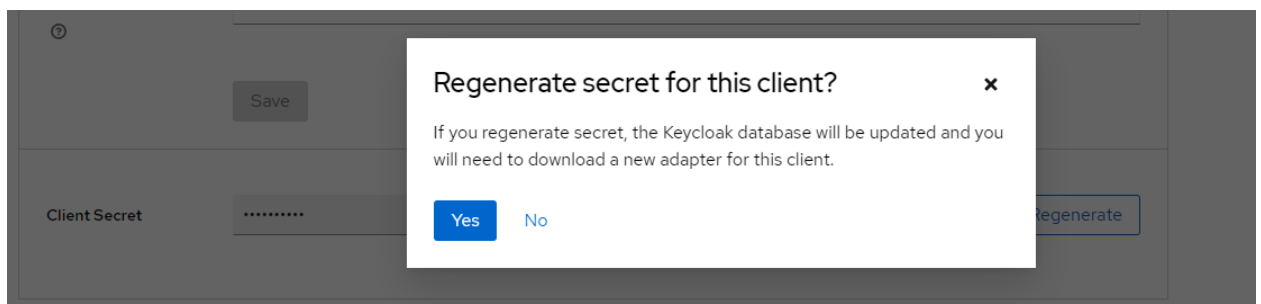 Save
Regenerate secret for this client?
If you regenerate secret, the Keycloak database will be updated and you
will need to download a new adapter for this client.
Client Secret
••••••••••
Regenerate
Yes
No